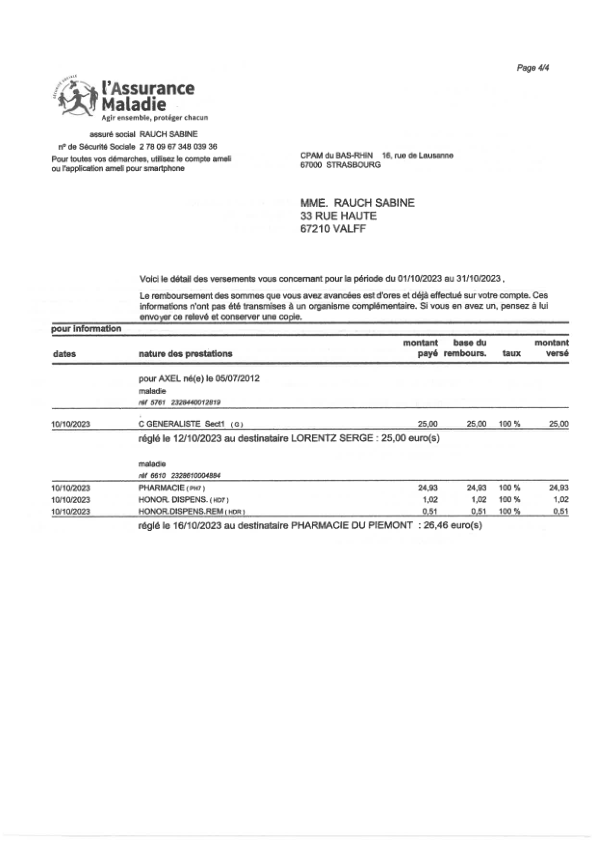 Page 4/4
SÉCURITÉ SOCIALE
l'Assurance
Maladie
Agir ensemble, protéger chacun
assuré social RAUCH SABINE
n° de Sécurité Sociale 2 78 09 67 348 039 36
Pour toutes vos démarches, utilisez le compte ameli
ou l'application ameli pour smartphone
CPAM du BAS-RHIN 16, rue de Lausanne
67000 STRASBOURG
MME. RAUCH SABINE
33 RUE HAUTE
67210 VALFF
Voici le détail des versements vous concernant pour la période du 01/10/2023 au 31/10/2023 ,
Le remboursement des sommes que vous avez avancées est d'ores et déjà effectué sur votre compte. Ces
informations n'ont pas été transmises à un organisme complémentaire. Si vous en avez un, pensez à lui
envoyer ce relevé et conserver une copie.
pour information
dates nature des prestations montant payé base du rembours. taux montant versé
pour AXEL né(e) le 05/07/2012
maladie
réf 5761 2328440012819
10/10/2023 C GENERALISTE Sect1 ( G ) 25,00 25,00 100 % 25,00
réglé le 12/10/2023 au destinataire LORENTZ SERGE : 25,00 euro(s)
maladie
réf 6610 2328610004884
10/10/2023 PHARMACIE ( PH7 ) 24,93 24,93 100 % 24,93
10/10/2023 HONOR. DISPENS. ( HD7 ) 1,02 1,02 100 % 1,02
10/10/2023 HONOR.DISPENS.REM ( HDR ) 0,51 0,51 100 % 0,51
réglé le 16/10/2023 au destinataire PHARMACIE DU PIEMONT : 26,46 euro(s)